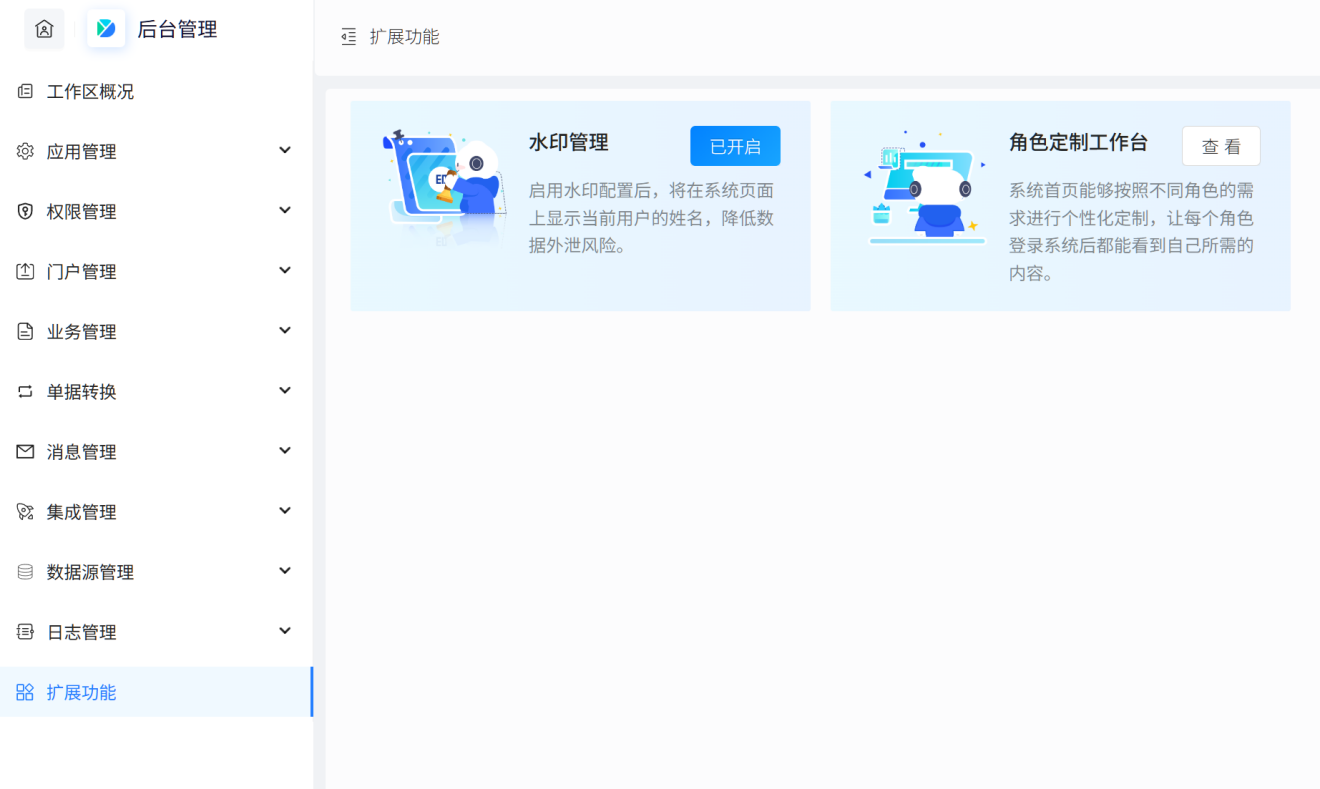 后台管理
扩展功能
工作区概况
应用管理
权限管理
门户管理
业务管理
单据转换
消息管理
集成管理
数据源管理
日志管理
扩展功能
水印管理
已开启
启用水印配置后，将在系统页面
上显示当前用户的姓名，降低数
据外泄风险。
角色定制工作台
查 看
系统首页能够按照不同角色的需
求进行个性化定制，让每个角色
登录系统后都能看到自己所需的
内容。